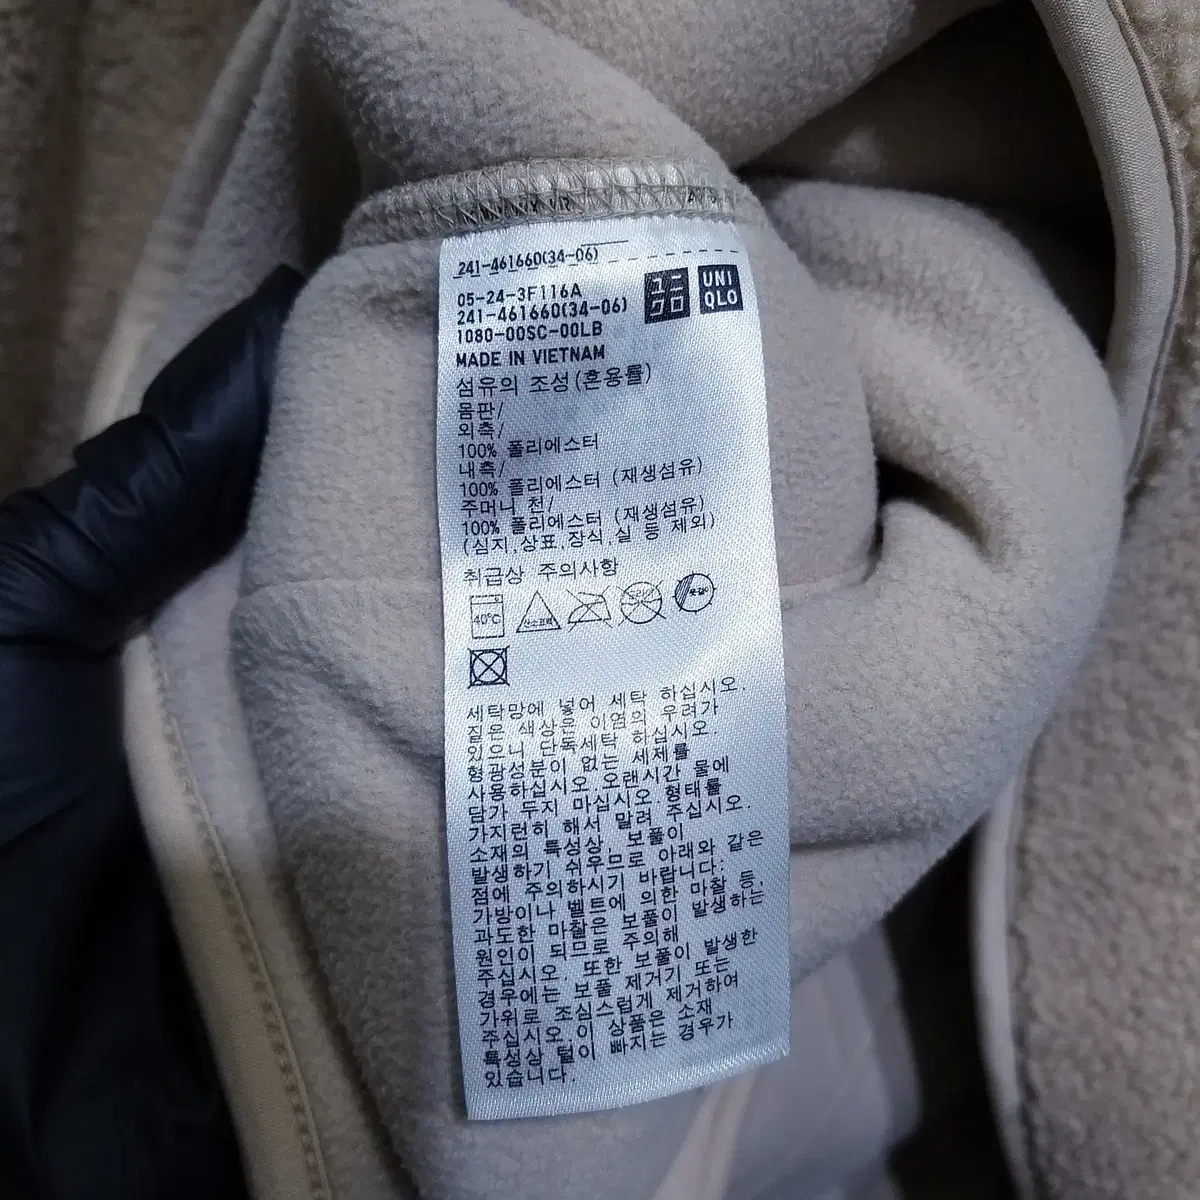 241-461660(34-06)
05-24-3F116A
241-461660(34-06)
1080-00SC-00LB
ユニ
クロ
UNI
QLO
MADE IN VIETNAM
섬유의 조성(혼용률)
몸판/
외측/
100% 폴리에스터
내측/
100% 폴리에스터 (재생섬유)
주머니 천/
100% 폴리에스터 (재생섬유)
(심지,상표,장식,실 등 제외)
취급상 주의사항
40℃
산소표백
드라이
옷걸이
세탁망에 넣어 세탁 하십시오.
짙은 색상은 이염의 우려가
있으니 단독세탁 하십시오.
형광성분이 없는 세제를
사용하십시오.오랜시간 물에
담가 두지 마십시오.형태를
가지런히 해서 말려 주십시오.
소재의 특성상, 보풀이
발생하기 쉬우므로 아래와 같은
점에 주의하시기 바랍니다:
가방이나 벨트에 의한 마찰 등,
과도한 마찰은 보풀이 발생하는
원인이 되므로 주의해
주십시오. 또한 보풀이 발생한
경우에는 보풀 제거기 또는
가위로 조심스럽게 제거하여
주십시오.이 상품은 소재
특성상 털이 빠지는 경우가
있습니다.